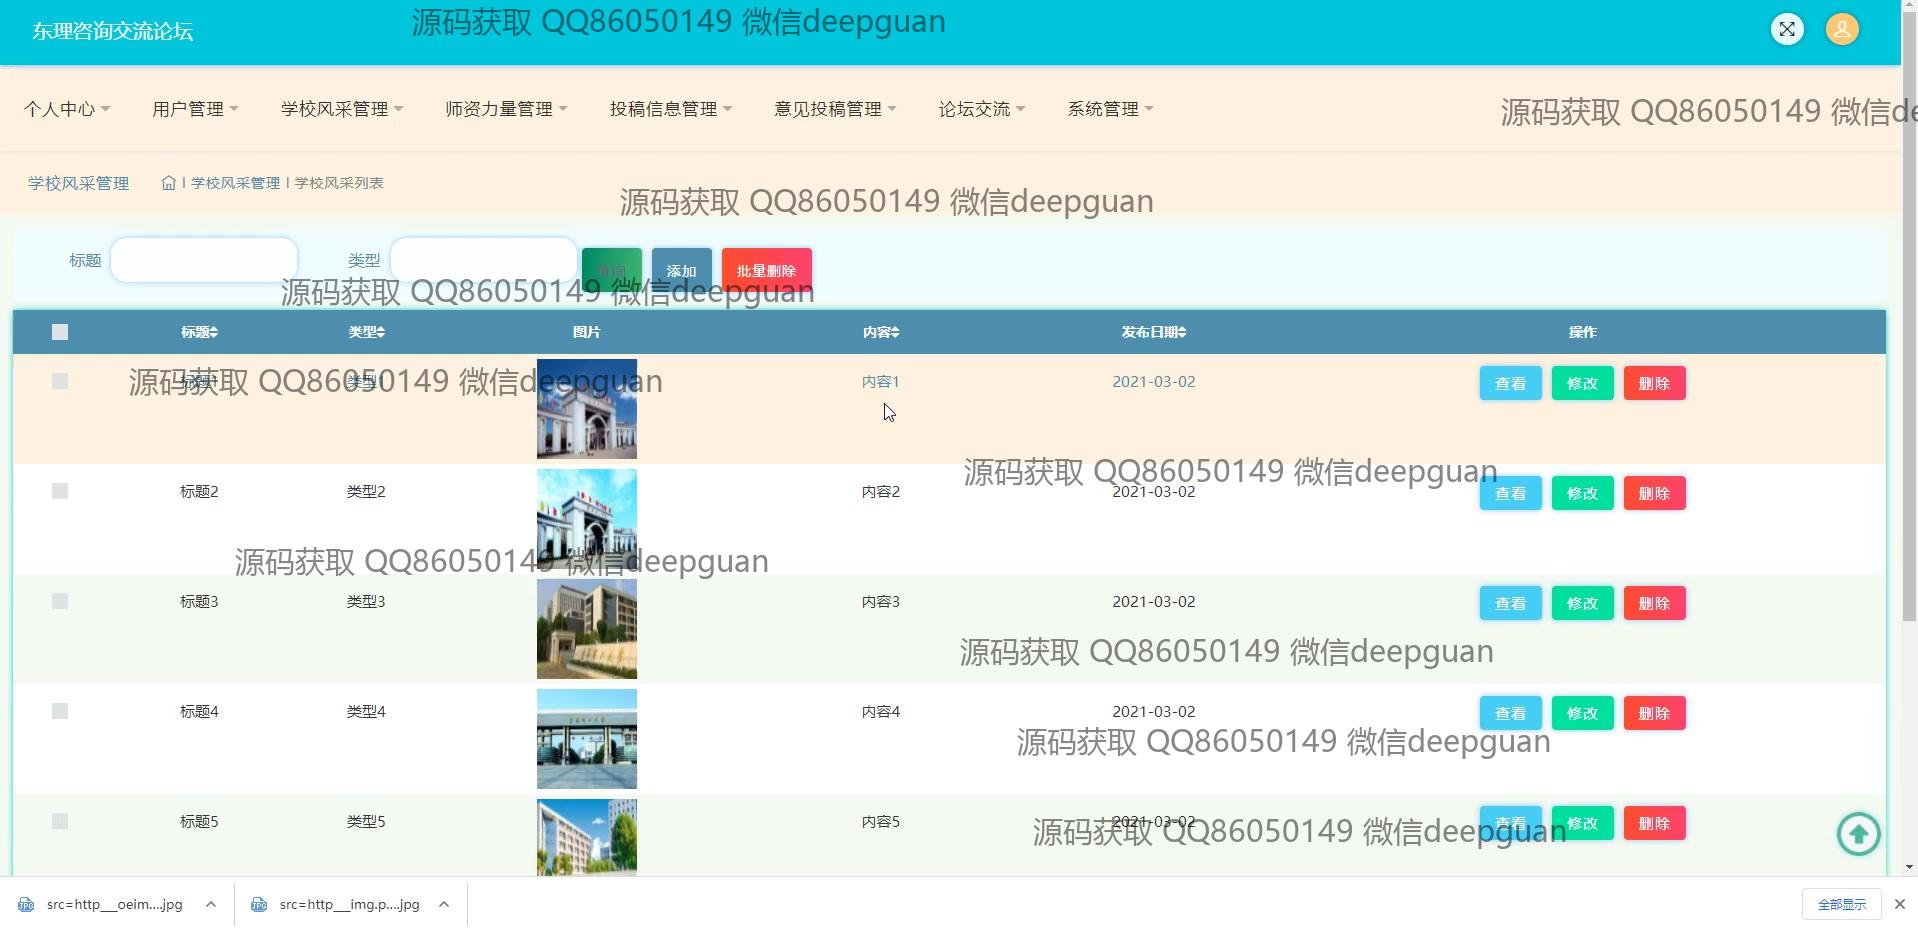 东理咨询交流论坛
源码获取 QQ86050149 微信deepguan
个人中心 用户管理 学校风采管理 师资力量管理 投稿信息管理 意见投稿管理 论坛交流 系统管理
源码获取 QQ86050149 微信de
学校风采管理 学校风采管理 学校风采列表
源码获取 QQ86050149 微信deepguan
标题 类型 查询 添加 批量删除
源码获取 QQ86050149 微信deepguan
标题 类型 图片 内容 发布日期 操作
标题1 类型1 内容1 2021-03-02 查看 修改 删除
源码获取 QQ86050149 微信deepguan
源码获取 QQ86050149 微信deepguan
标题2 类型2 内容2 2021-03-02 查看 修改 删除
源码获取 QQ86050149 微信deepguan
标题3 类型3 内容3 2021-03-02 查看 修改 删除
源码获取 QQ86050149 微信deepguan
标题4 类型4 内容4 2021-03-02 查看 修改 删除
源码获取 QQ86050149 微信deepguan
标题5 类型5 内容5 2021-03-02 查看 修改 删除
源码获取 QQ86050149 微信deepguan
src=http___oeim....jpg src=http___img.p....jpg 全部显示